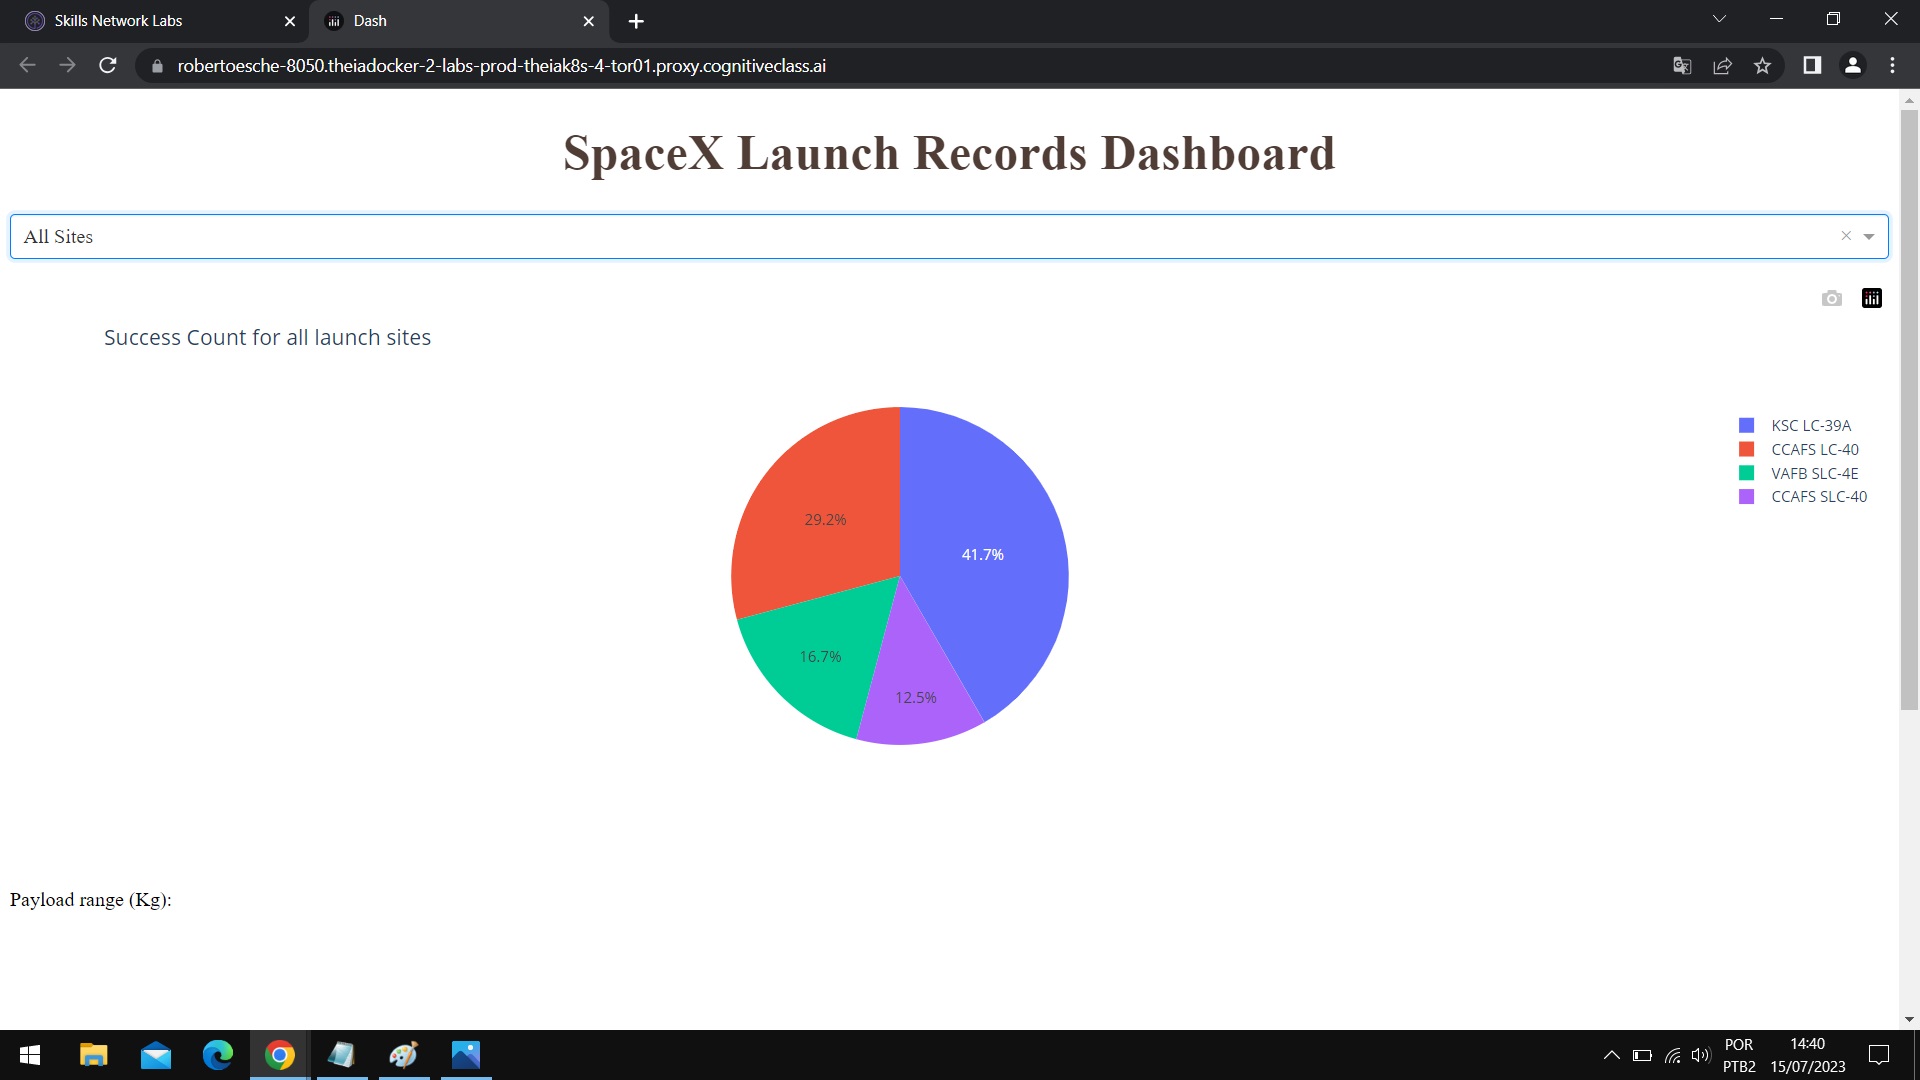 Skills Network Labs
Dash
robertoesche-8050.theiadocker-2-labs-prod-theiak8s-4-tor01.proxy.cognitiveclass.ai
SpaceX Launch Records Dashboard
All Sites
Success Count for all launch sites
KSC LC-39A
CCAFS LC-40
VAFB SLC-4E
CCAFS SLC-40
29.2%
41.7%
16.7%
12.5%
Payload range (Kg):
POR
PTB2
14:40
15/07/2023